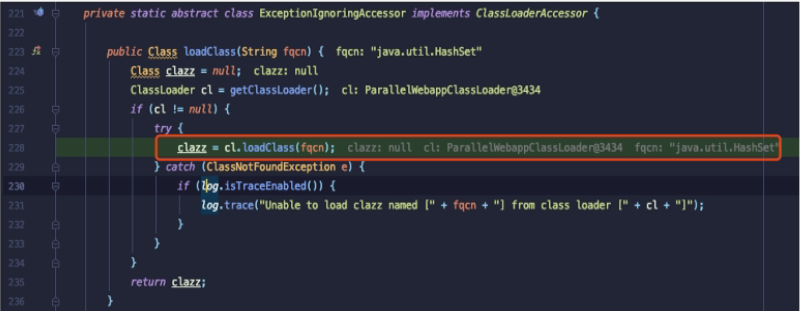 221 private static abstract class ExceptionIgnoringAccessor implements ClassLoaderAccessor {
222
223 public Class loadClass(String fqcn) { fqcn: "java.util.HashSet"
224 Class clazz = null; clazz: null
225 ClassLoader cl = getClassLoader(); cl: ParallelWebappClassLoader@3434
226 if (cl != null) {
227 try {
228 clazz = cl.loadClass(fqcn); clazz: null cl: ParallelWebappClassLoader@3434 fqcn: "java.util.HashSet"
229 } catch (ClassNotFoundException e) {
230 if (log.isTraceEnabled()) {
231 log.trace("Unable to load clazz named [" + fqcn + "] from class loader [" + cl + "]");
232 }
233 }
234 }
235 return clazz;
236 }